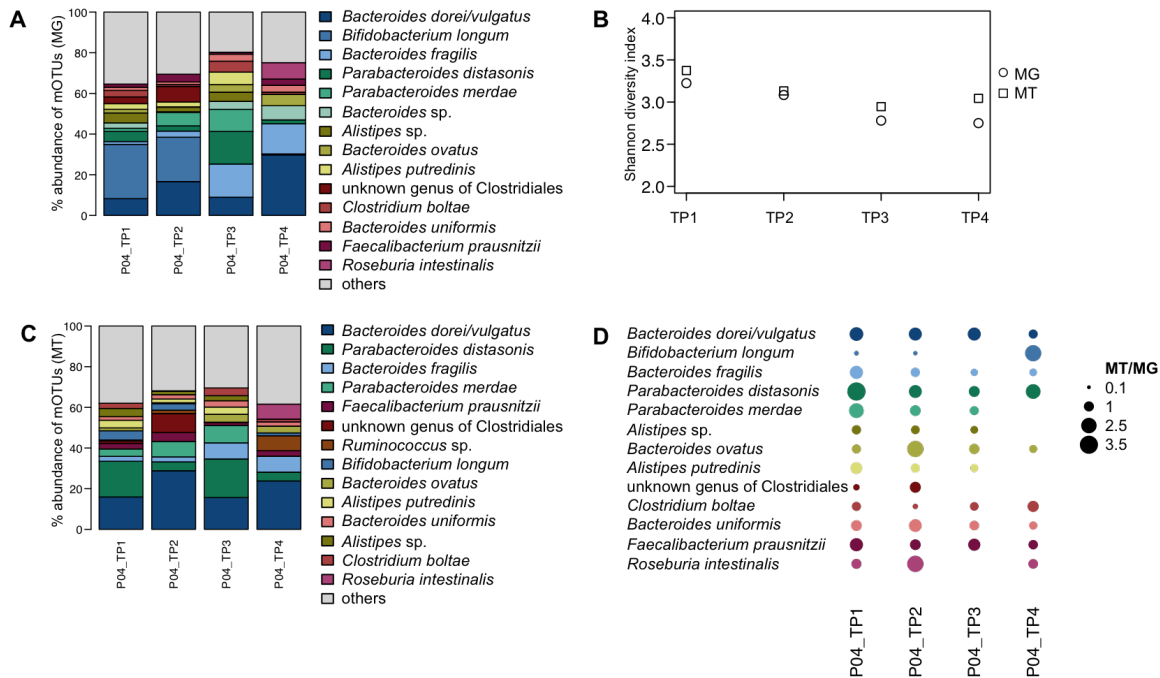 A
% abundance of mOTUs (MG)
100
80
60
40
20
0
P04_TP1
P04_TP2
P04_TP3
P04_TP4
Bacteroides dorei/vulgatus
Bifidobacterium longum
Bacteroides fragilis
Parabacteroides distasonis
Parabacteroides merdae
Bacteroides sp.
Alistipes sp.
Bacteroides ovatus
Alistipes putredinis
unknown genus of Clostridiales
Clostridium boltae
Bacteroides uniformis
Faecalibacterium prausnitzii
Roseburia intestinalis
others
B
Shannon diversity index
4.0
3.5
3.0
2.5
2.0
TP1
TP2
TP3
TP4
MG
MT
C
% abundance of mOTUs (MT)
100
80
60
40
20
0
P04_TP1
P04_TP2
P04_TP3
P04_TP4
Bacteroides dorei/vulgatus
Parabacteroides distasonis
Bacteroides fragilis
Parabacteroides merdae
Faecalibacterium prausnitzii
unknown genus of Clostridiales
Ruminococcus sp.
Bifidobacterium longum
Bacteroides ovatus
Alistipes putredinis
Bacteroides uniformis
Alistipes sp.
Clostridium boltae
Roseburia intestinalis
others
D
Bacteroides dorei/vulgatus
Bifidobacterium longum
Bacteroides fragilis
Parabacteroides distasonis
Parabacteroides merdae
Alistipes sp.
Bacteroides ovatus
Alistipes putredinis
unknown genus of Clostridiales
Clostridium boltae
Bacteroides uniformis
Faecalibacterium prausnitzii
Roseburia intestinalis
P04_TP1
P04_TP2
P04_TP3
P04_TP4
MT/MG
0.1
1
2.5
3.5